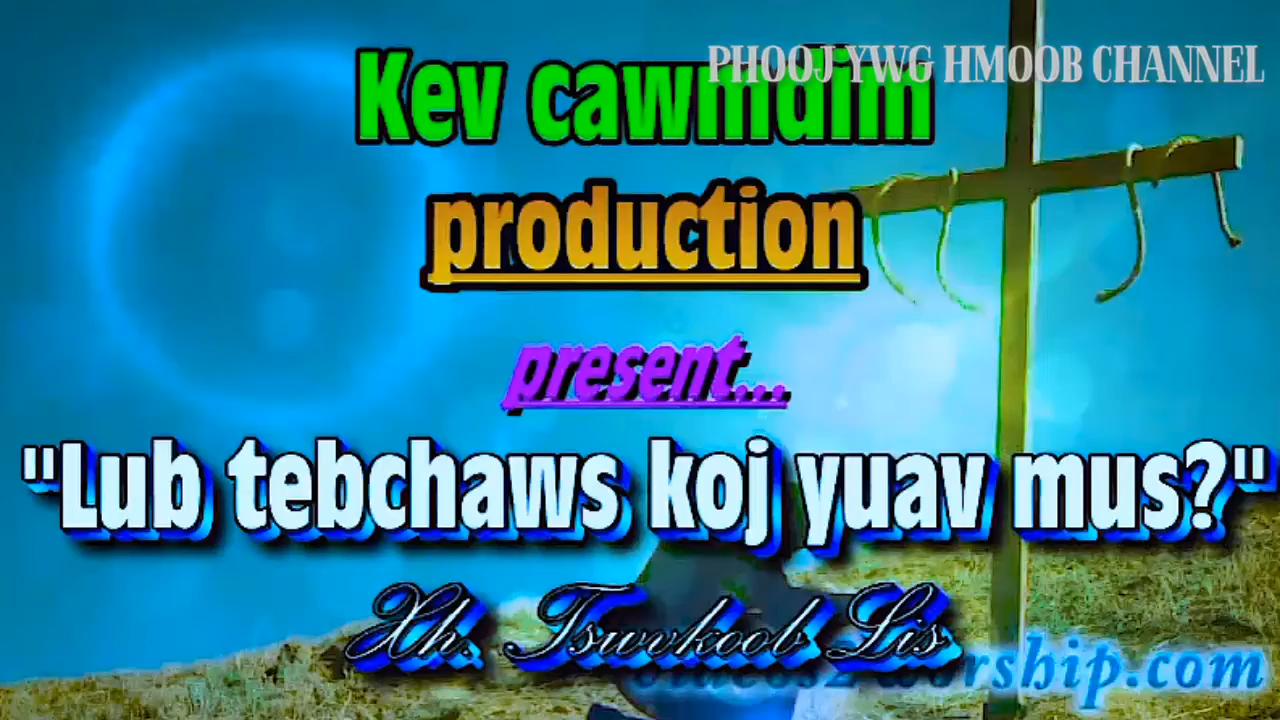 PHOOJ YWG HMOOB CHANNEL
Kev cawmdim
production
present...
"Lub tebchaws koj yuav mus?"
Xh. Tswvkoob Lis